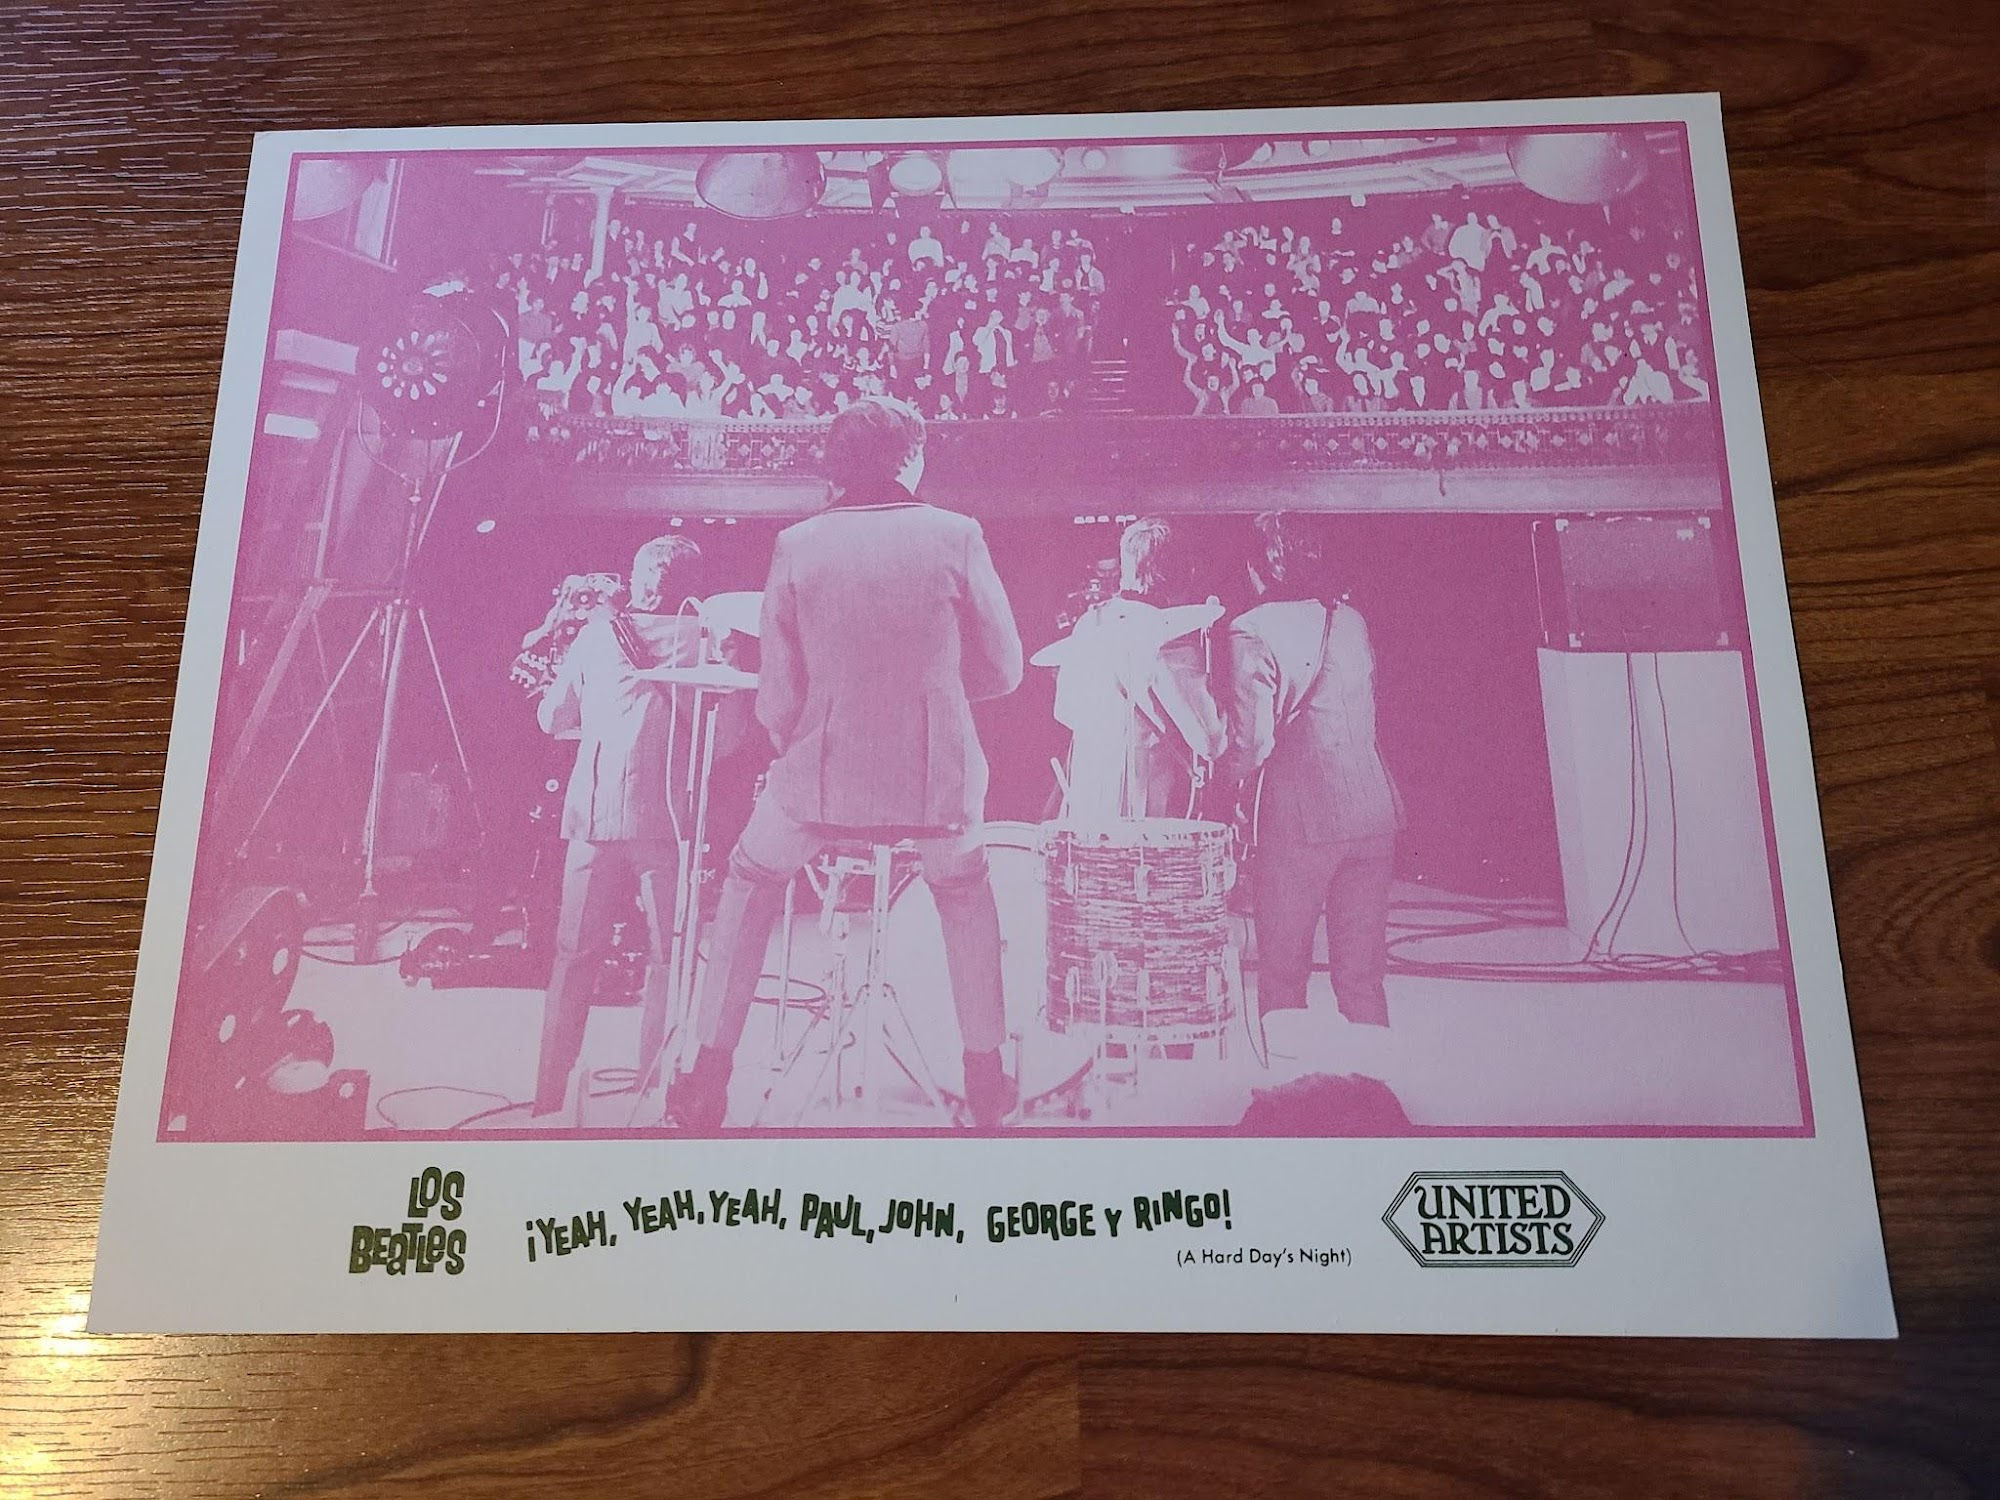 LOS
BEATLES
¡YEAH, YEAH, YEAH, PAUL, JOHN, GEORGE Y RINGO!
(A Hard Day's Night)
UNITED
ARTISTS